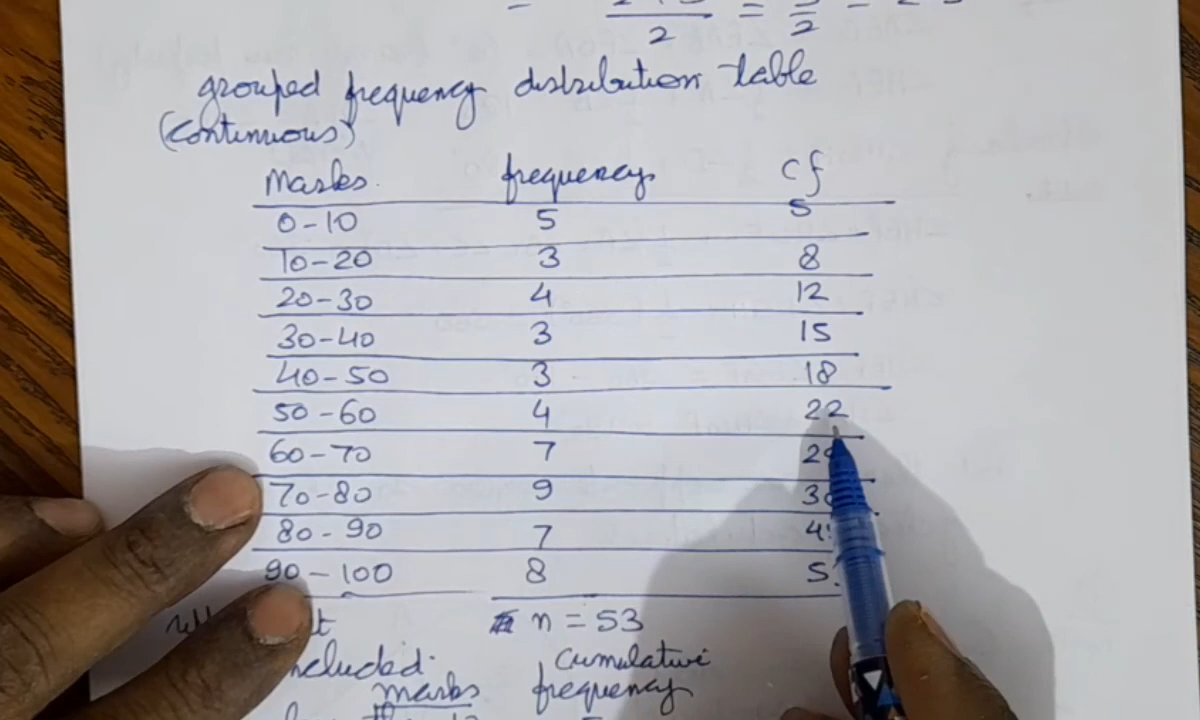 2
= 5/2
grouped frequency distribution table
(continuous)
Marks. frequency cf
0-10 5 5
10-20 3 8
20-30 4 12
30-40 3 15
40-50 3 18
50-60 4 22
60-70 7
70-80 9
80-90 7
90-100 8
n = 53
Cumulative
marks frequency